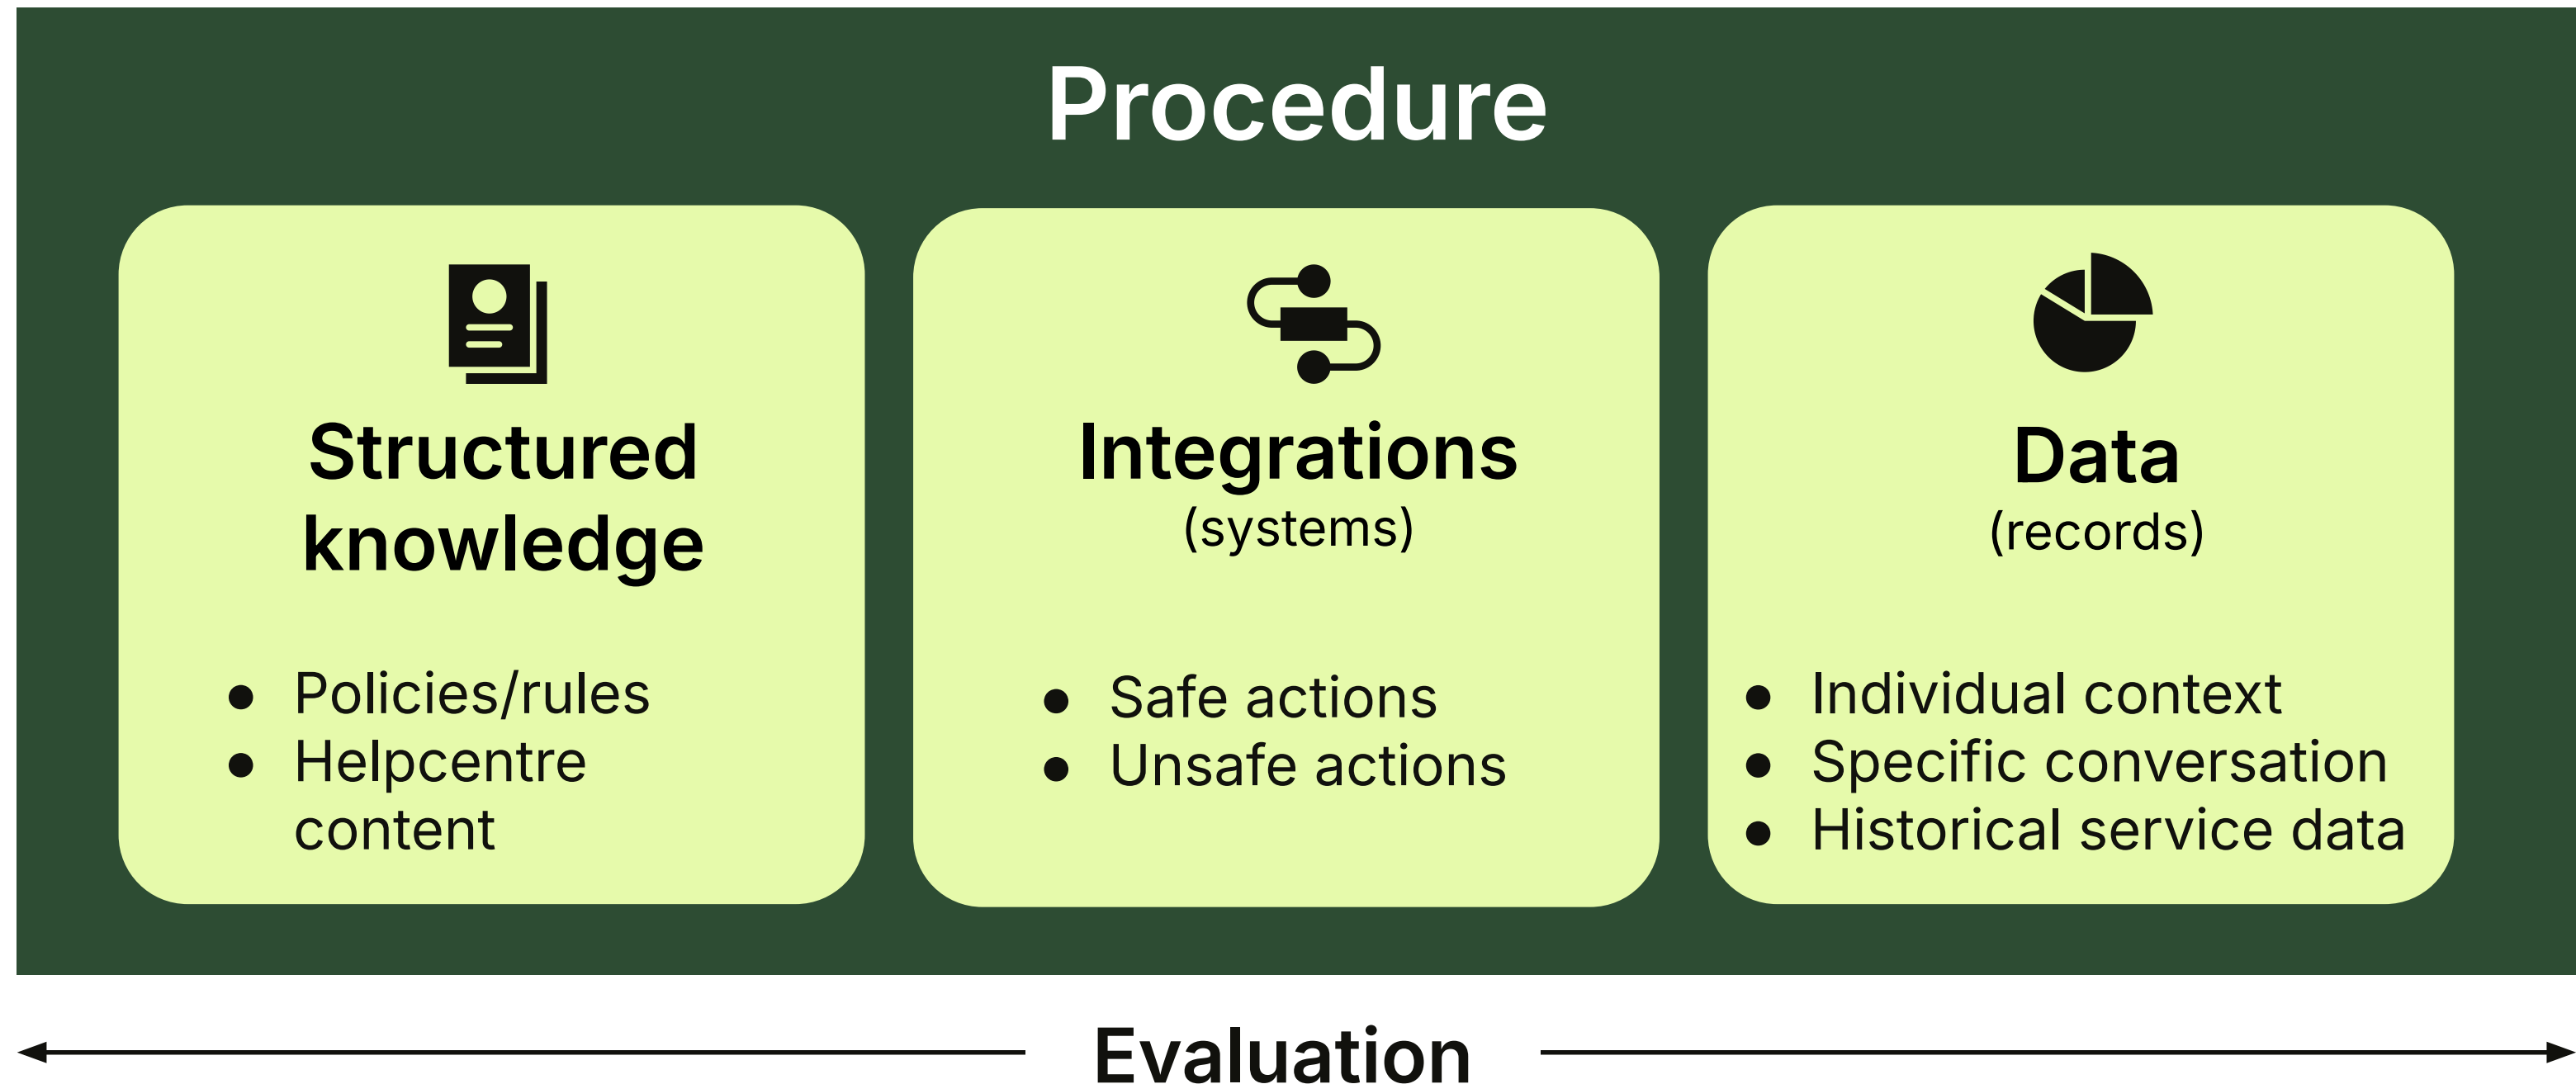 Procedure
Structured
knowledge
● Policies/rules
● Helpcentre
content
Integrations
(systems)
● Safe actions
● Unsafe actions
Data
(records)
● Individual context
● Specific conversation
● Historical service data
Evaluation